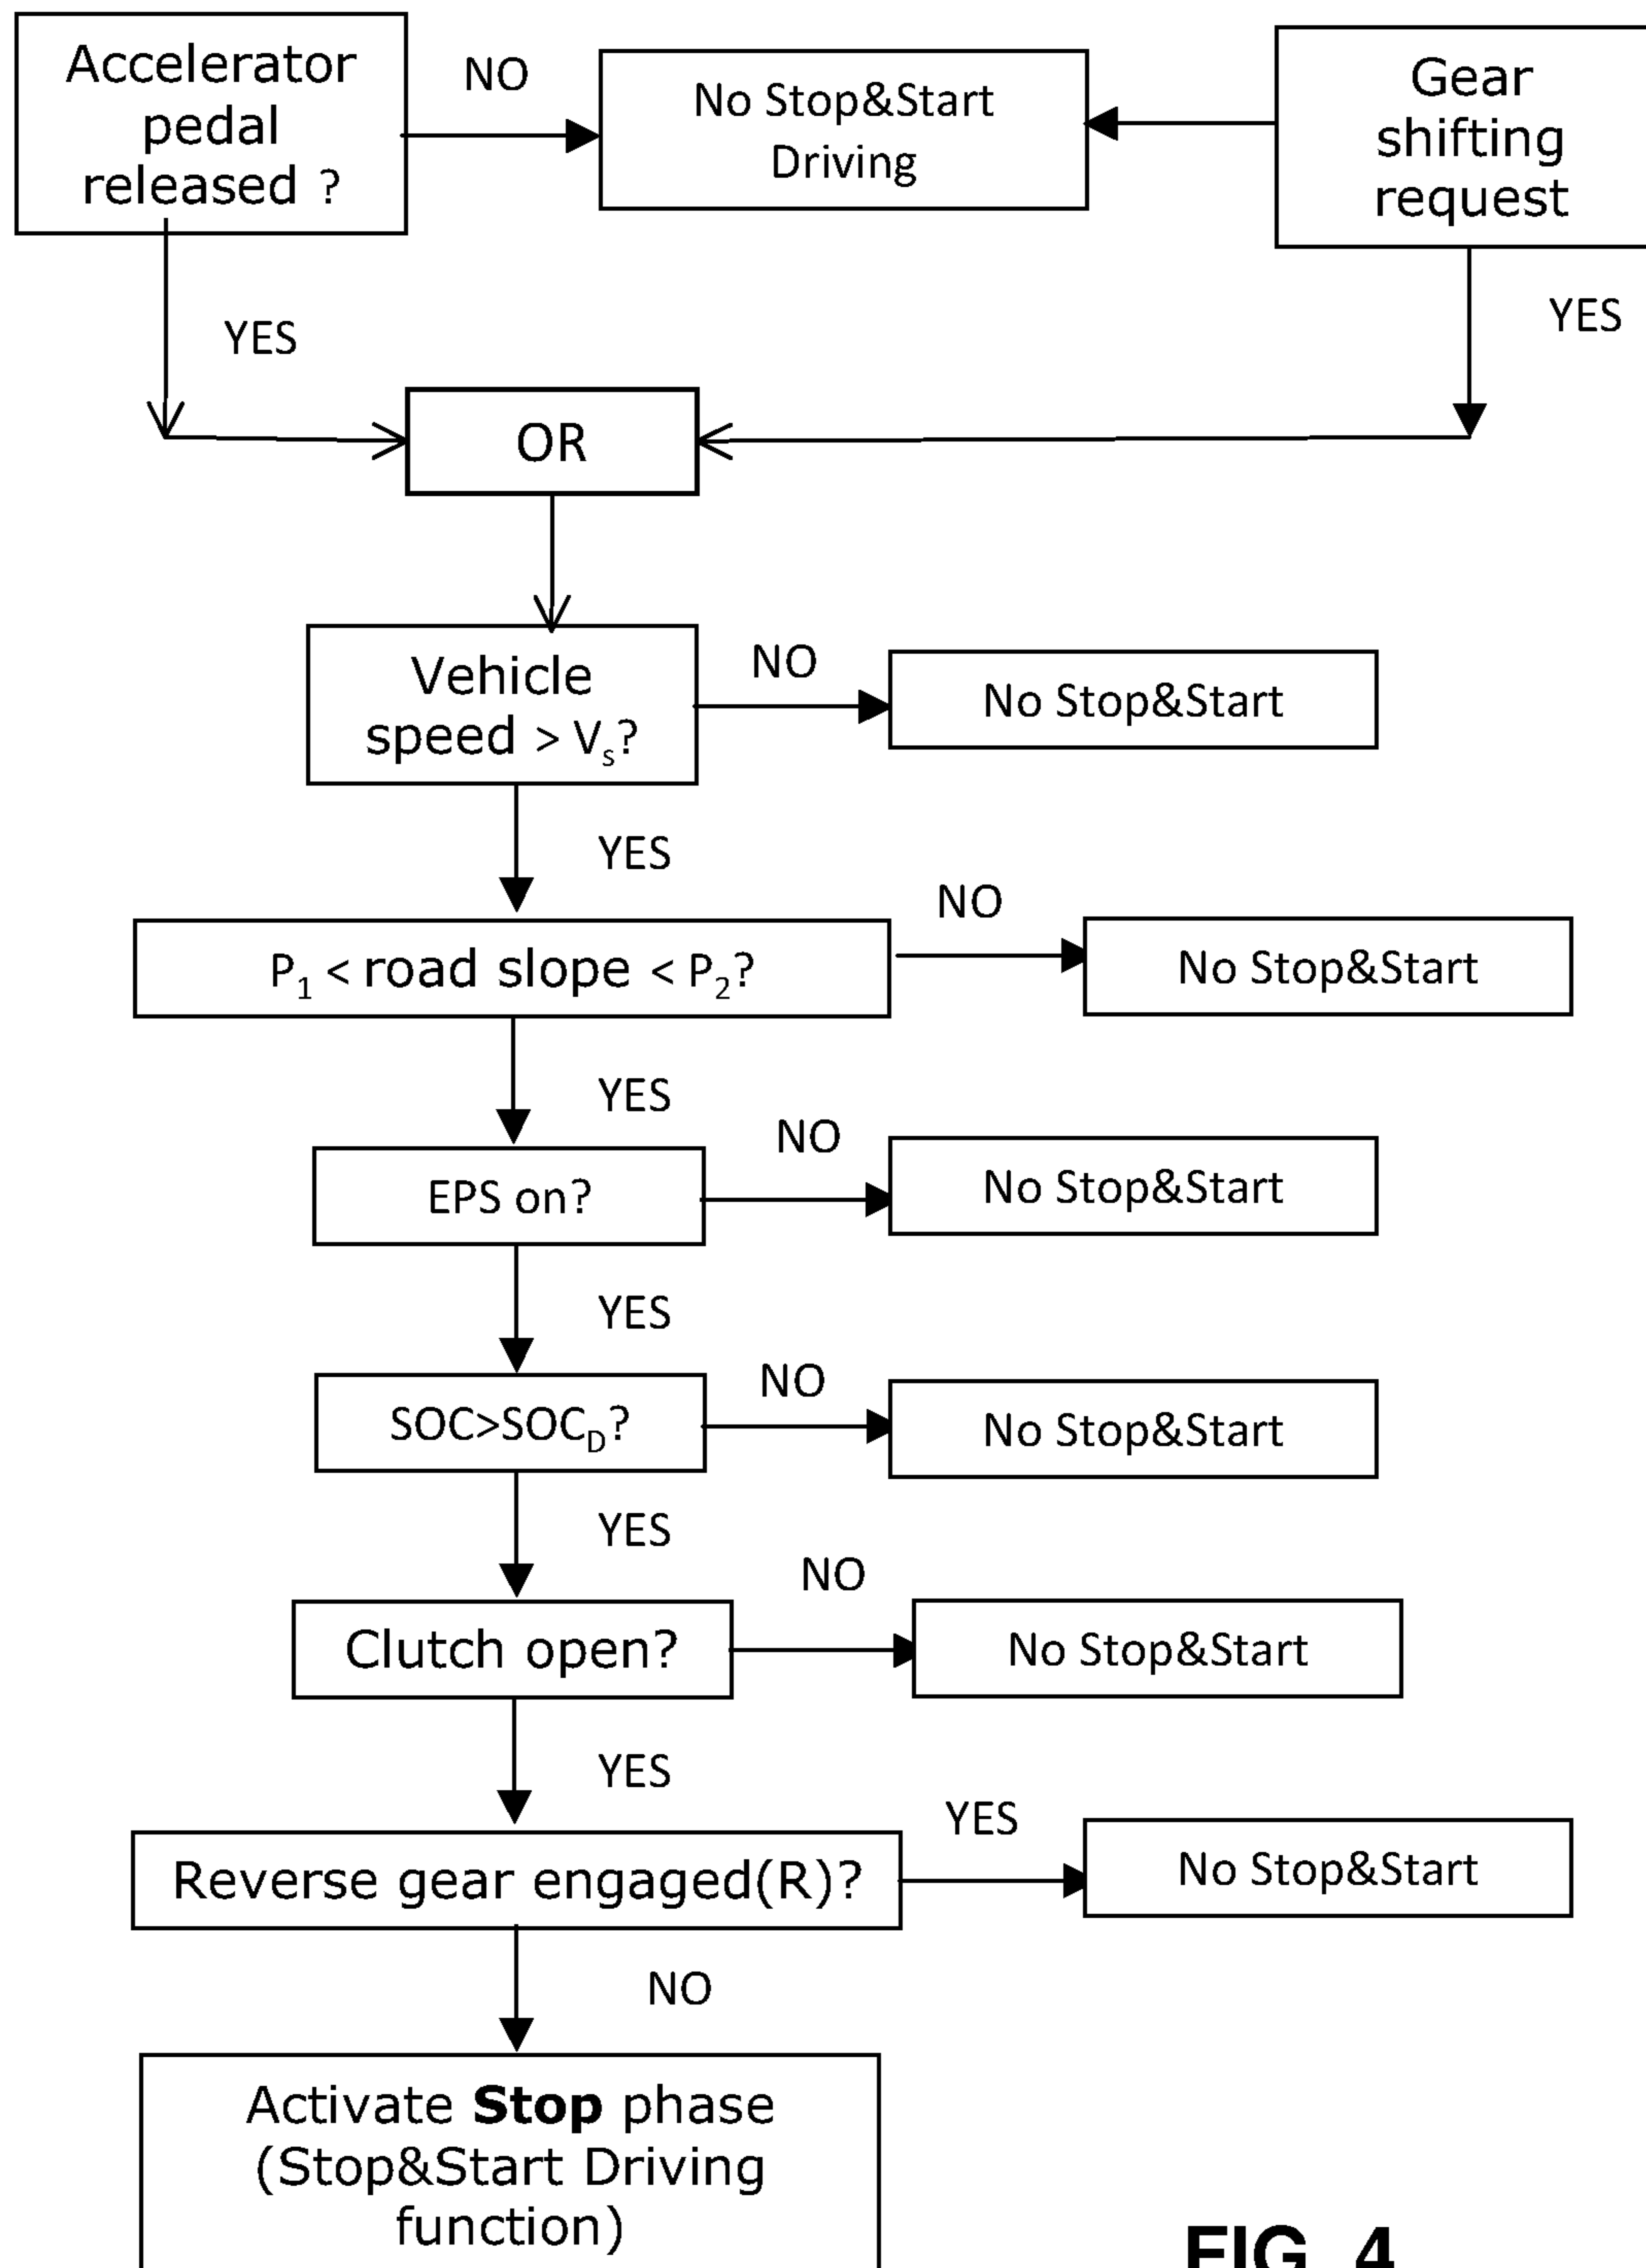 Accelerator
pedal
released ?
NO
No Stop&Start
Driving
Gear
shifting
request
YES
YES
OR
Vehicle
speed > Vs?
NO
No Stop&Start
YES
P1 < road slope < P2?
NO
No Stop&Start
YES
EPS on?
NO
No Stop&Start
YES
SOC>SOCD?
NO
No Stop&Start
YES
Clutch open?
NO
No Stop&Start
YES
Reverse gear engaged(R)?
YES
No Stop&Start
NO
Activate Stop phase
(Stop&Start Driving
function)
FIG. 4